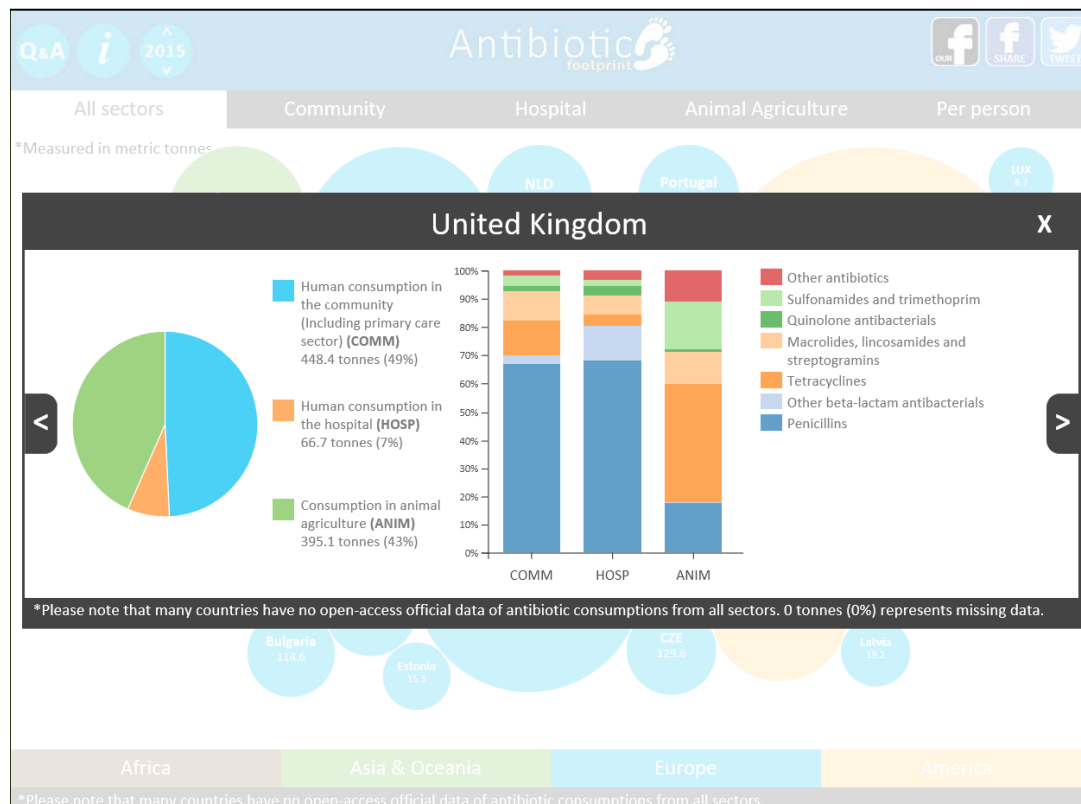 Q&A
i
2015
Antibiotic
footprint
OUR
SHARE
TWEET
All sectors
Community
Hospital
Animal Agriculture
Per person
*Measured in metric tonnes
NLD
Portugal
LUX
8.7
United Kingdom
X
Human consumption in
the community
(Including primary care
sector) (COMM)
448.4 tonnes (49%)
Human consumption in
the hospital (HOSP)
66.7 tonnes (7%)
Consumption in animal
agriculture (ANIM)
395.1 tonnes (43%)
100%
90%
80%
70%
60%
50%
40%
30%
20%
10%
0%
COMM
HOSP
ANIM
Other antibiotics
Sulfonamides and trimethoprim
Quinolone antibacterials
Macrolides, lincosamides and
streptogramins
Tetracyclines
Other beta-lactam antibacterials
Penicillins
<
>
*Please note that many countries have no open-access official data of antibiotic consumptions from all sectors. 0 tonnes (0%) represents missing data.
Bulgaria
114.6
Estonia
15.3
CZE
129.6
Latvia
19.2
Africa
Asia & Oceania
Europe
America
*Please note that many countries have no open-access official data of antibiotic consumptions from all sectors